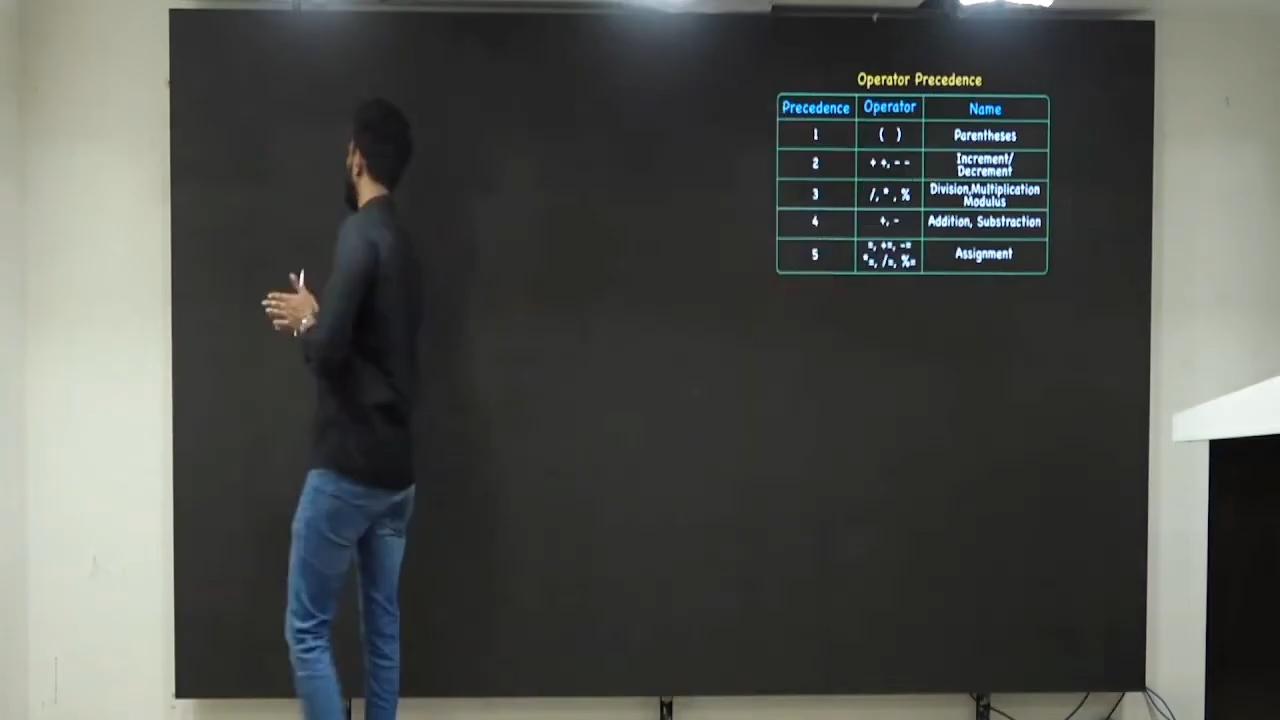 Operator Precedence
Precedence Operator Name
1 ( ) Parentheses
2 + +, - - Increment/
Decrement
3 /, * , % Division,Multiplication
Modulus
4 +, - Addition, Substraction
5 =, +=, -=
*=, /=, %= Assignment